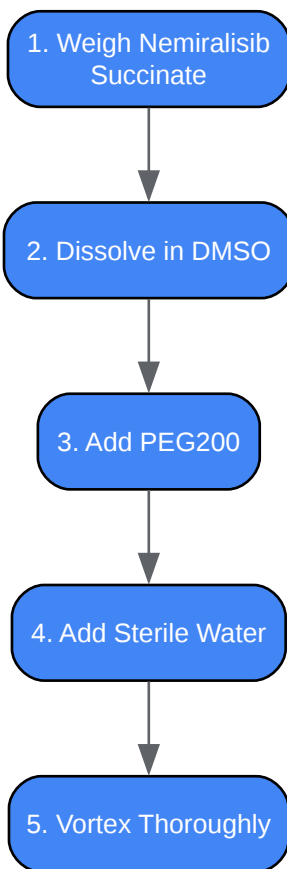 1. Weigh Nemiralisib
Succinate
2. Dissolve in DMSO
3. Add PEG200
4. Add Sterile Water
5. Vortex Thoroughly